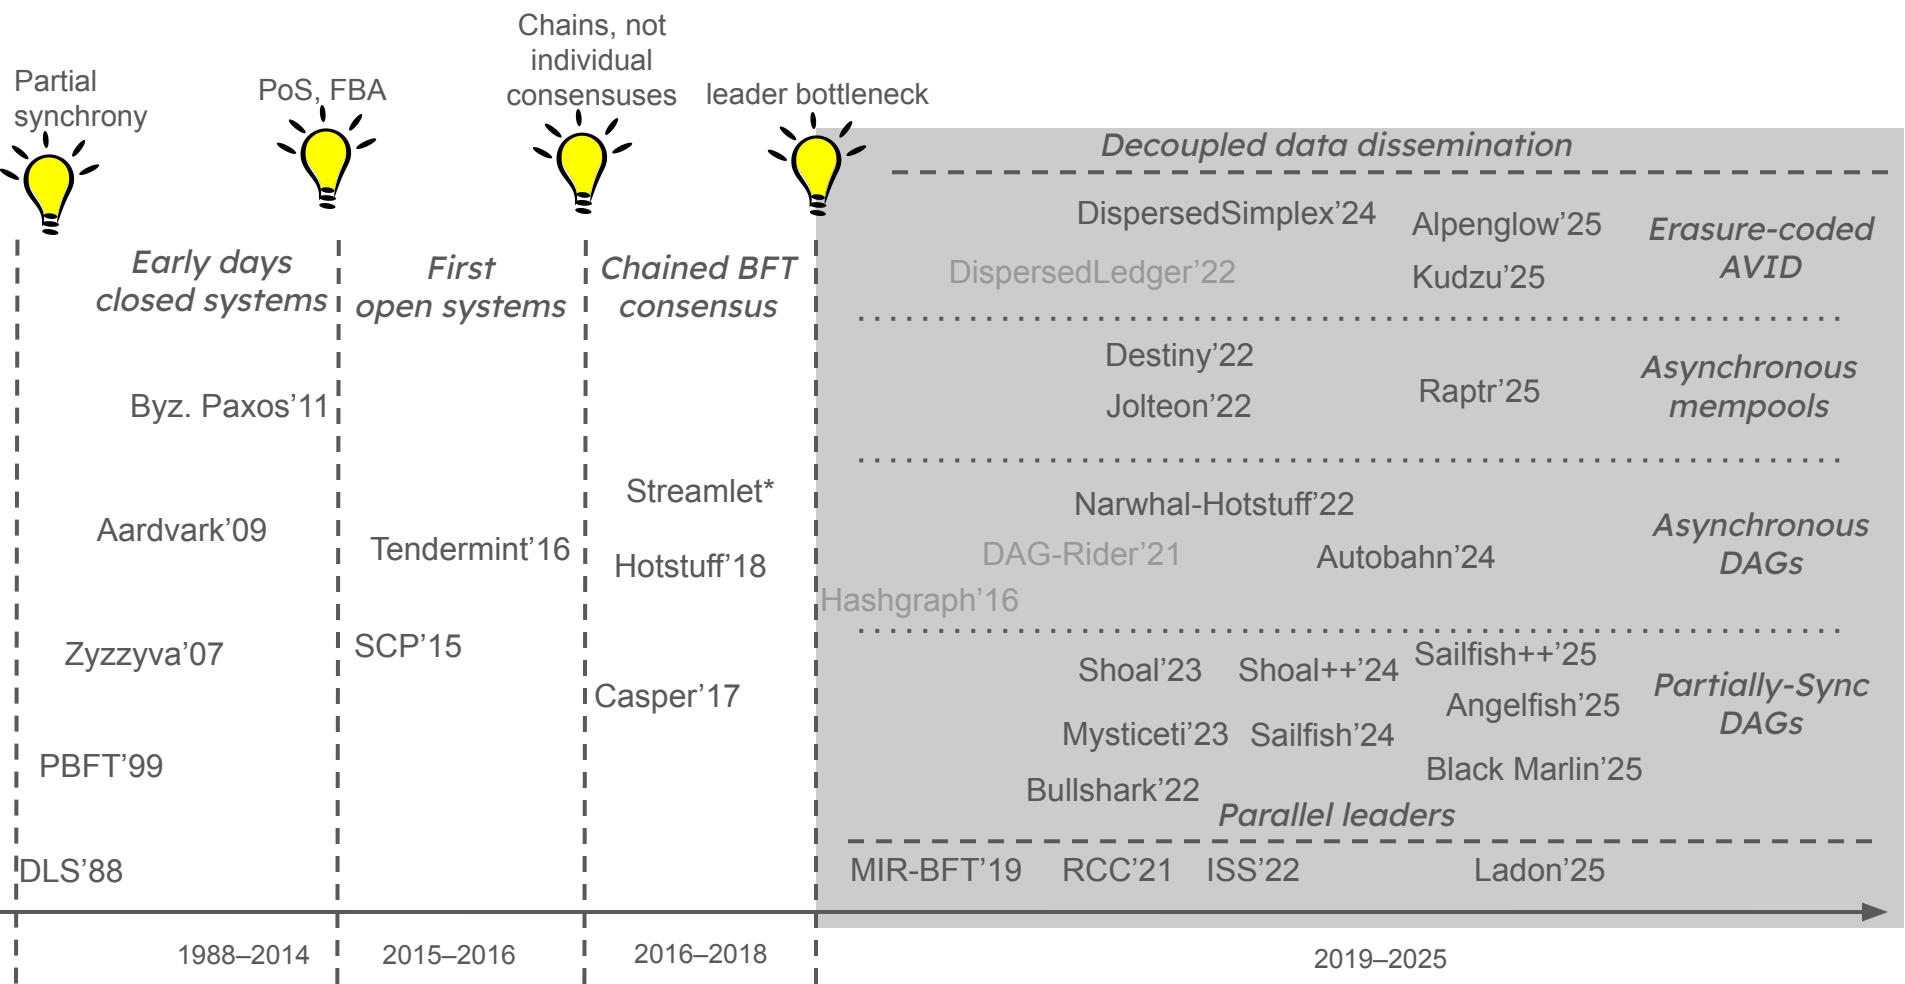 Partial
synchrony
PoS, FBA
Chains, not
individual
consensuses
leader bottleneck
Early days
closed systems
Byz. Paxos’11
Aardvark’09
Zyzzyva’07
PBFT’99
DLS’88
First
open systems
Tendermint’16
SCP’15
Chained BFT
consensus
Streamlet*
Hotstuff’18
Casper’17
Decoupled data dissemination
DispersedSimplex’24
Alpenglow’25
DispersedLedger’22
Kudzu’25
Erasure-coded
AVID
Destiny’22
Jolteon’22
Raptr’25
Asynchronous
mempools
Narwhal-Hotstuff’22
DAG-Rider’21
Autobahn’24
Hashgraph’16
Asynchronous
DAGs
Shoal’23
Shoal++’24
Sailfish++’25
Angelfish’25
Mysticeti’23
Sailfish’24
Black Marlin’25
Bullshark’22
Partially-Sync
DAGs
Parallel leaders
MIR-BFT’19
RCC’21
ISS’22
Ladon’25
1988–2014
2015–2016
2016–2018
2019–2025